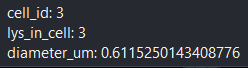 cell_id: 3
lys_in_cell: 3
diameter_um: 0.6115250143408776